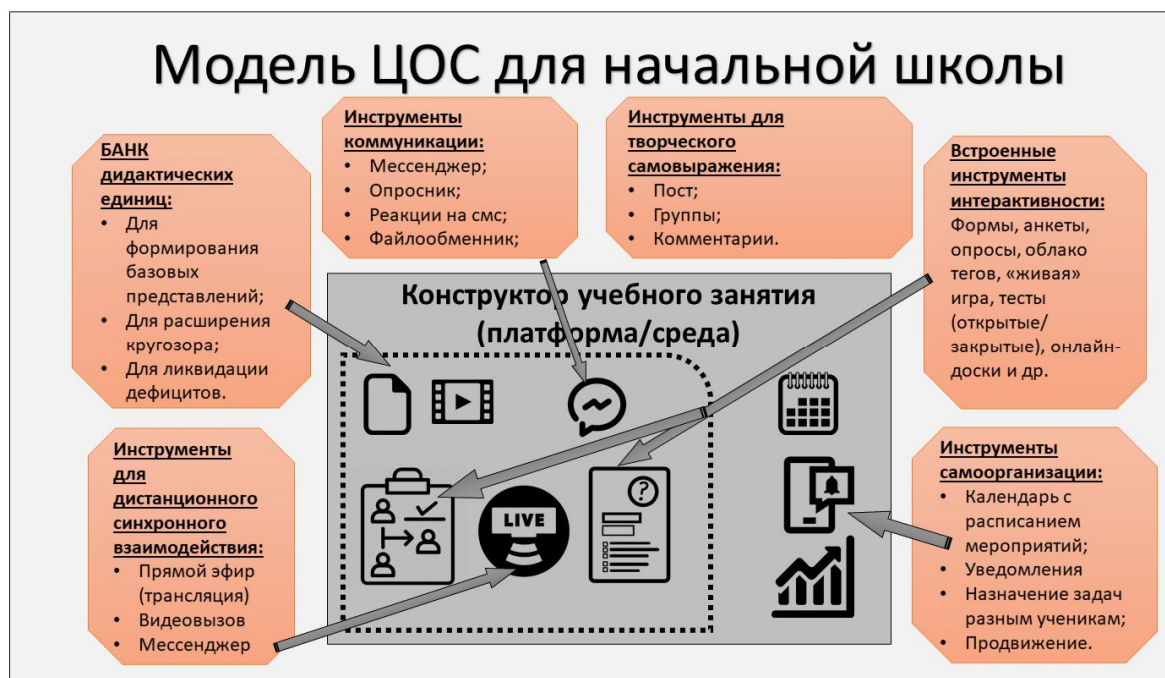 Модель ЦОС для начальной школы
БАНК
дидактических
единиц:
• Для
формирования
базовых
представлений;
• Для расширения
кругозора;
• Для ликвидации
дефицитов.
Инструменты
коммуникации:
• Мессенджер;
• Опросник;
• Реакции на смс;
• Файлообменник;
Инструменты для
творческого
самовыражения:
• Пост;
• Группы;
• Комментарии.
Встроенные
инструменты
интерактивности:
Формы, анкеты,
опросы, облако
тегов, «живая»
игра, тесты
(открытые/
закрытые), онлайн-
доски и др.
Конструктор учебного занятия
(платформа/среда)
?
LIVE
Инструменты
для
дистанционного
синхронного
взаимодействия:
• Прямой эфир
(трансляция)
• Видеовызов
• Мессенджер
Инструменты
самоорганизации:
• Календарь с
расписанием
мероприятий;
• Уведомления
• Назначение задач
разным ученикам;
• Продвижение.